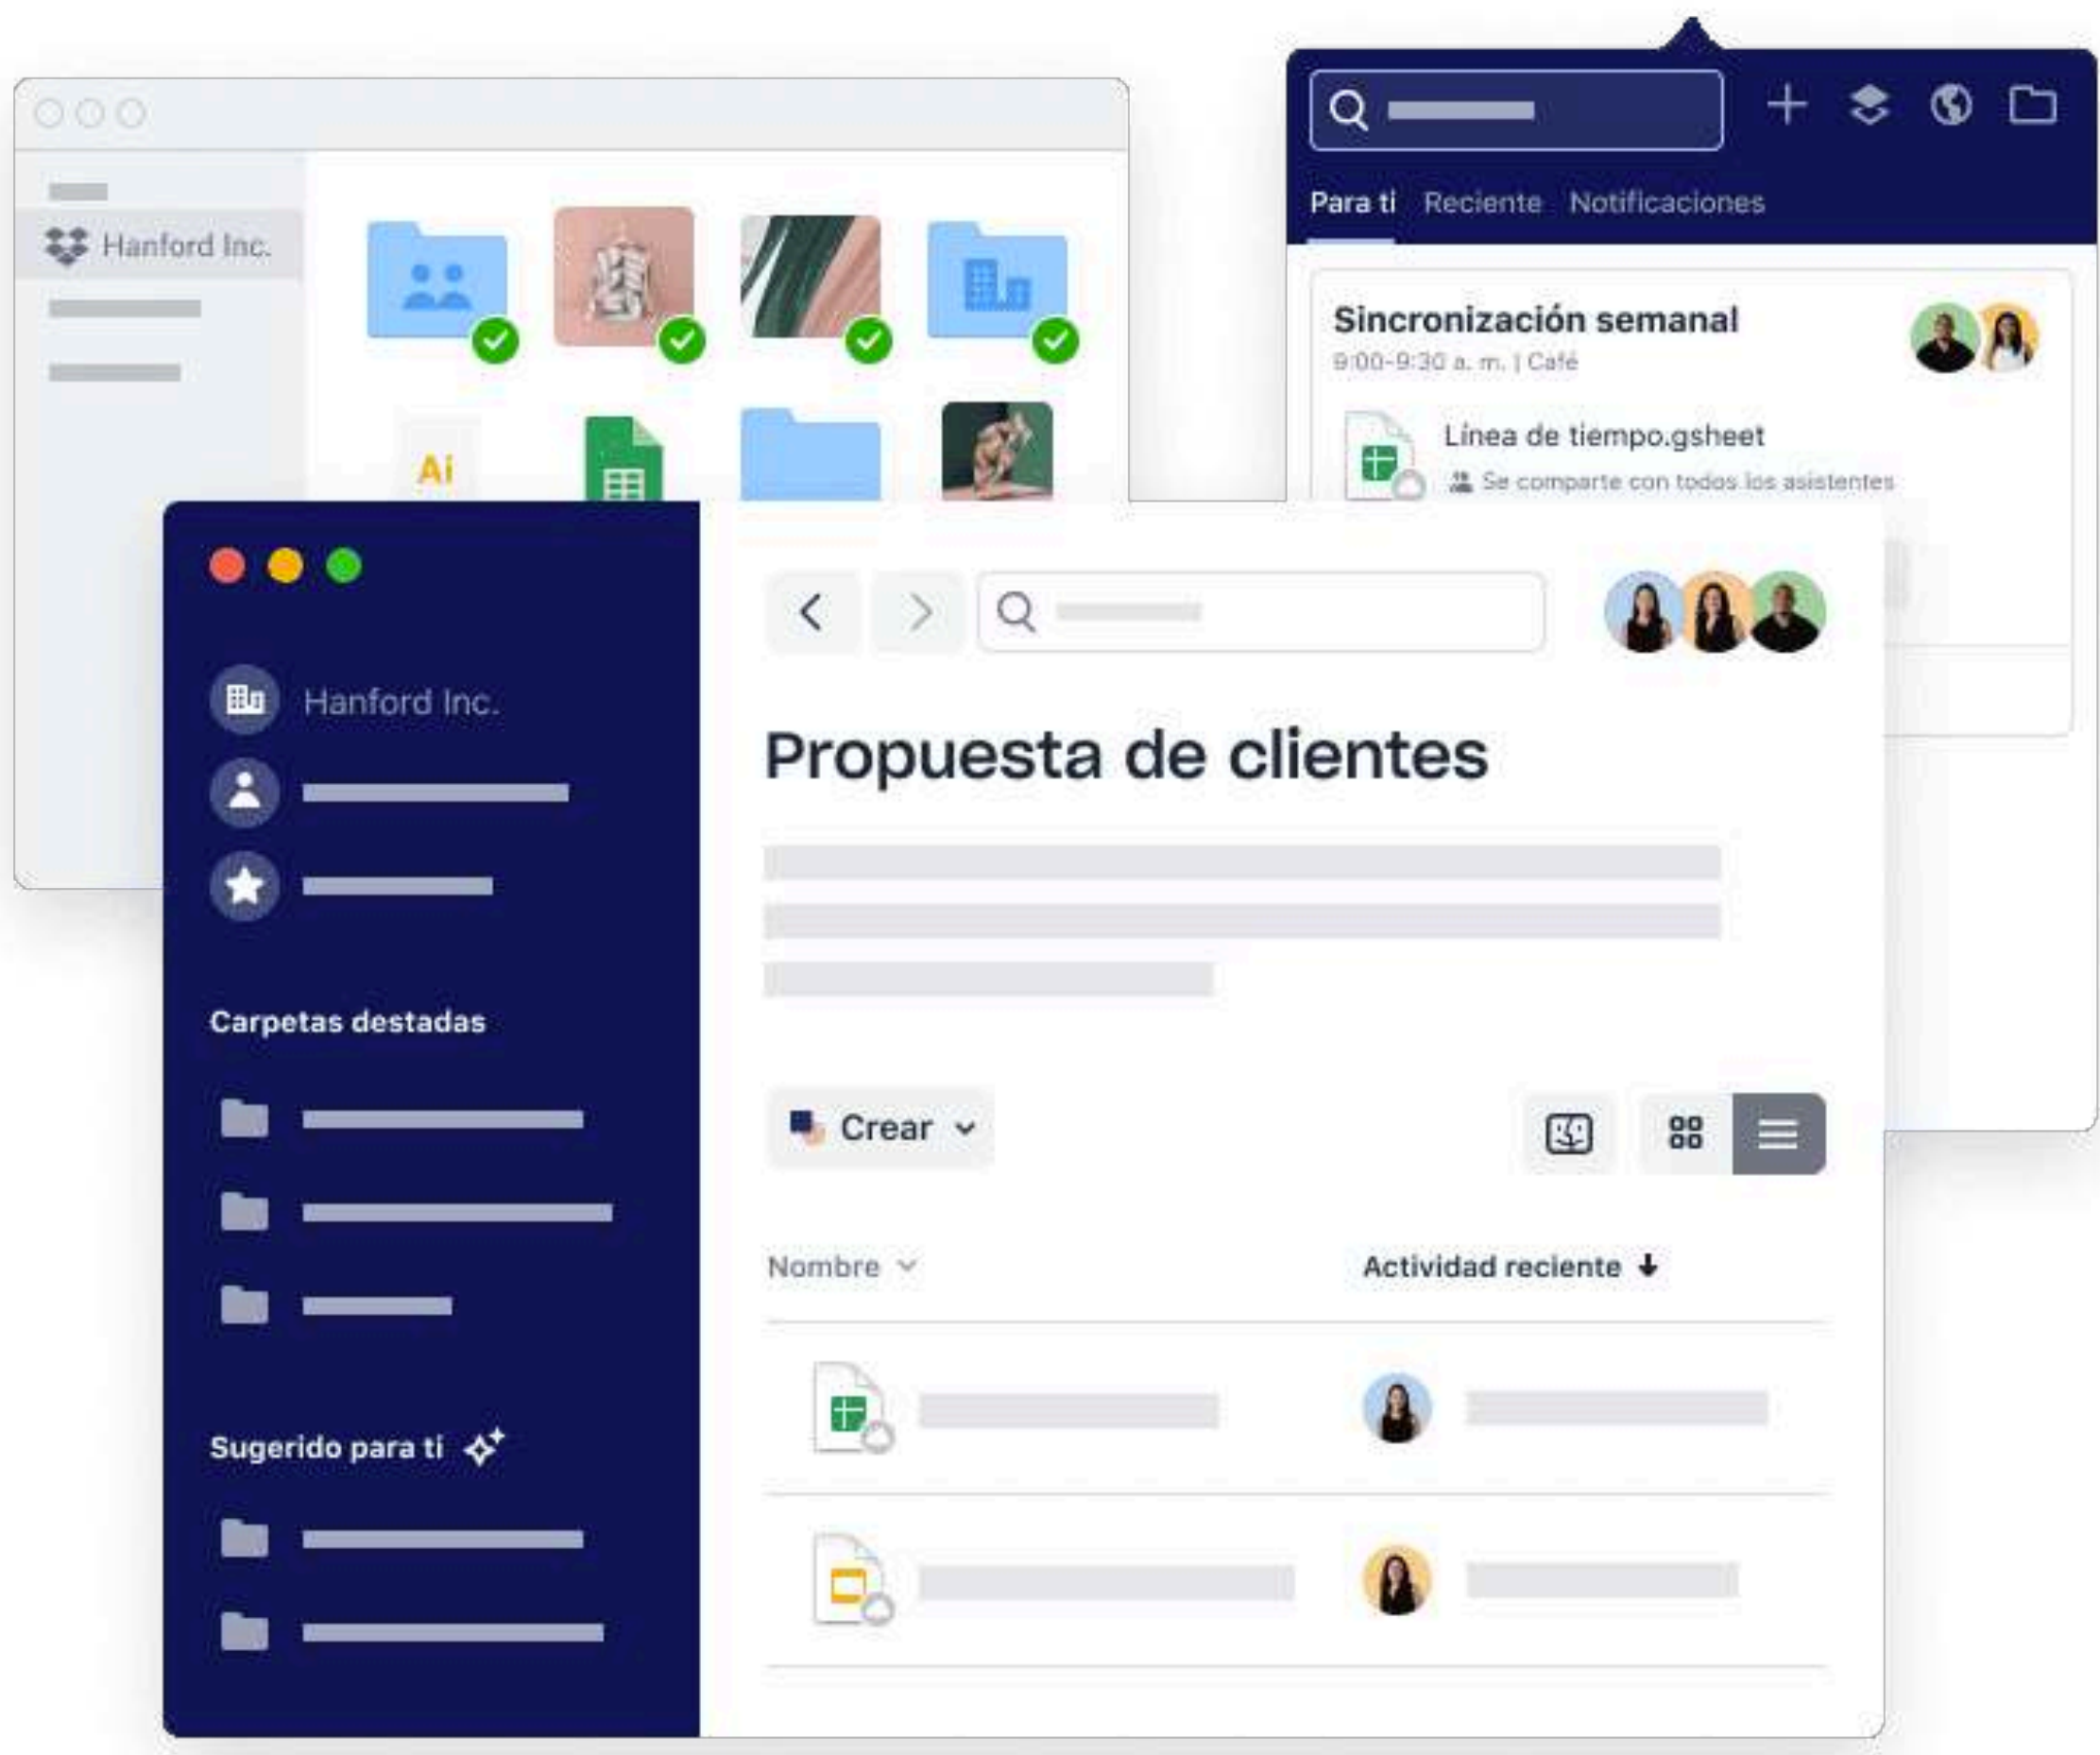 Hanford Inc.
Ai
Para ti Reciente Notificaciones
Sincronización semanal
9:00-9:30 a. m. | Café
Línea de tiempo.gsheet
Se comparte con todos los asistentes
Hanford Inc.
Carpetas destadas
Sugerido para ti
Propuesta de clientes
Crear
Nombre Actividad reciente